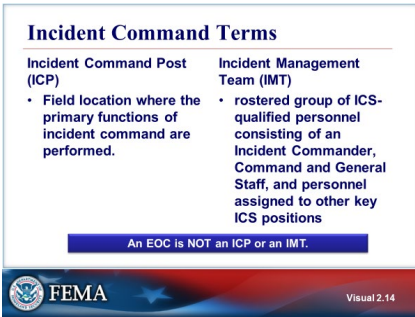 Incident Command Terms
Incident Command Post
(ICP)
• Field location where the
primary functions of
incident command are
performed.
Incident Management
Team (IMT)
• rostered group of ICS-
qualified personnel
consisting of an
Incident Commander,
Command and General
Staff, and personnel
assigned to other key
ICS positions
An EOC is NOT an ICP or an IMT.
FEMA
Visual 2.14